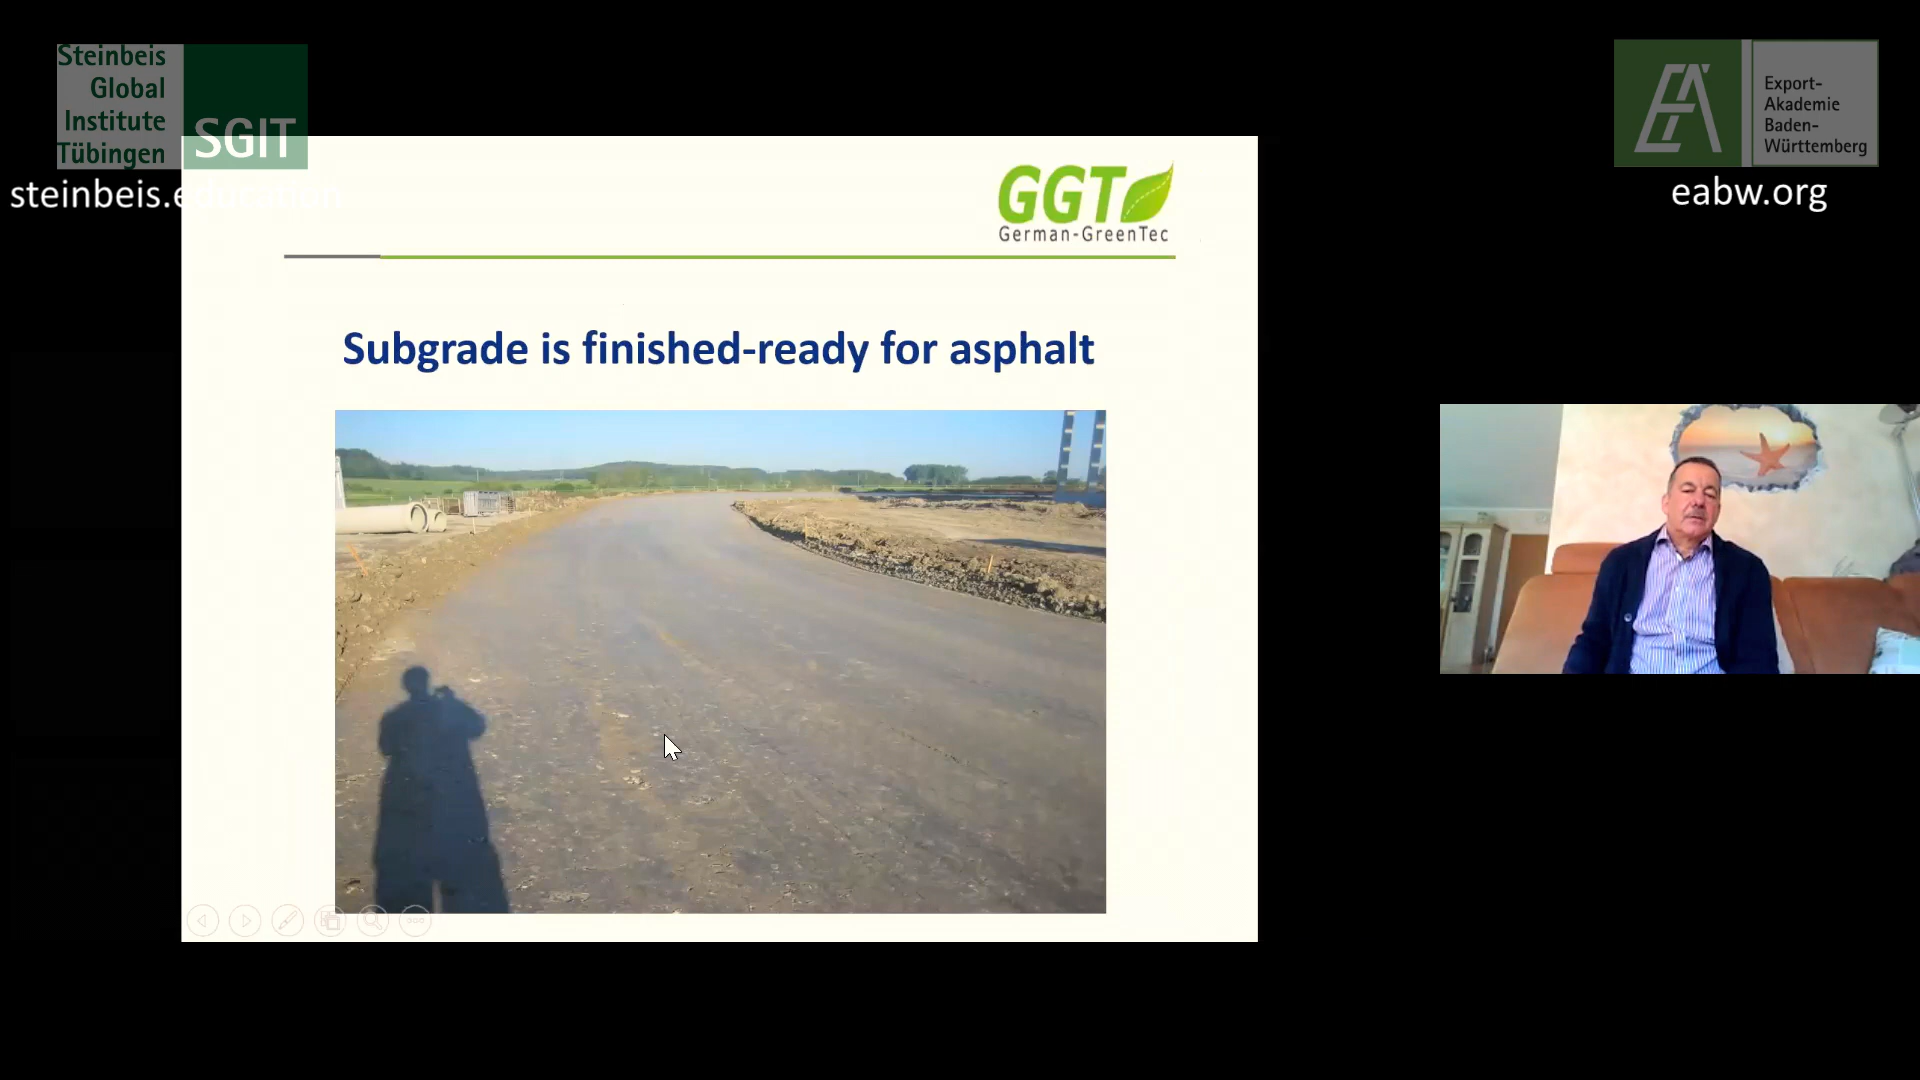 Steinbeis
Global
Institute
Tübingen
SGIT
steinbeis.education
Export-
Akademie
Baden-
Württemberg
eabw.org
GGT
German-GreenTec
Subgrade is finished-ready for asphalt